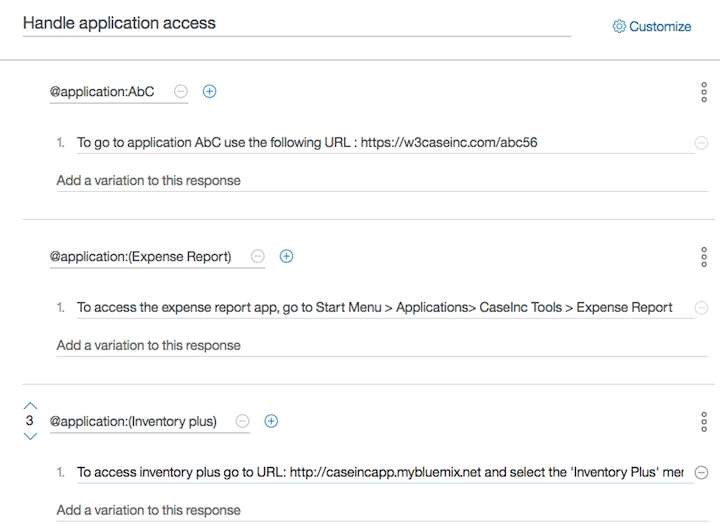 Handle application access
Customize
@application:AbC
1. To go to application AbC use the following URL : https://w3caseinc.com/abc56
Add a variation to this response
@application:(Expense Report)
1. To access the expense report app, go to Start Menu > Applications> CaseInc Tools > Expense Report
Add a variation to this response
3 @application:(Inventory plus)
1. To access inventory plus go to URL: http://caseincapp.mybluemix.net and select the 'Inventory Plus'
Add a variation to this response